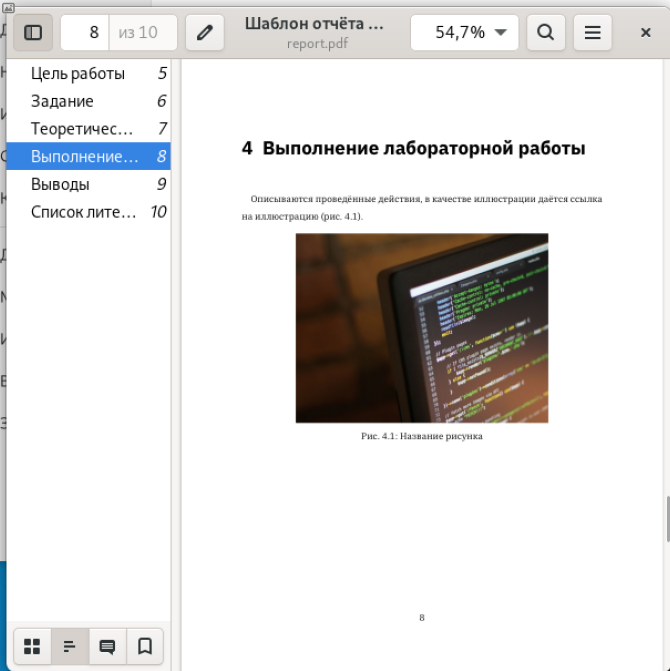 8 из 10
Шаблон отчёта ...
report.pdf
54,7%
Цель работы 5
Задание 6
Теоретичес... 7
Выполнение... 8
Выводы 9
Список лите... 10
4 Выполнение лабораторной работы
Описываются проведённые действия, в качестве иллюстрации даётся ссылка
на иллюстрацию (рис. 4.1).
Рис. 4.1: Название рисунка
8